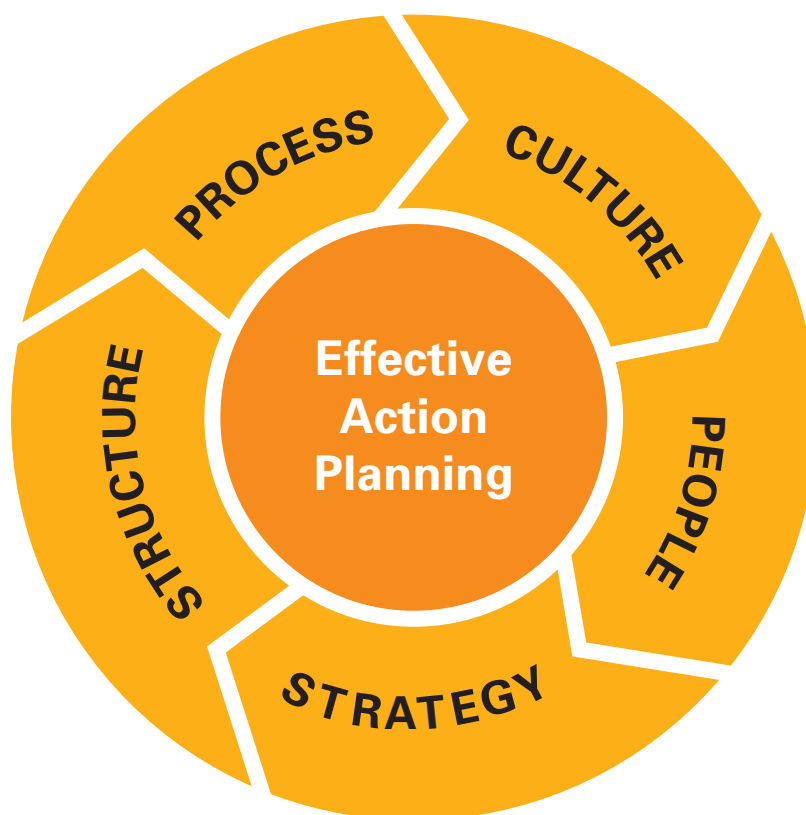 PROCESS
CULTURE
PEOPLE
STRATEGY
STRUCTURE
Effective
Action
Planning